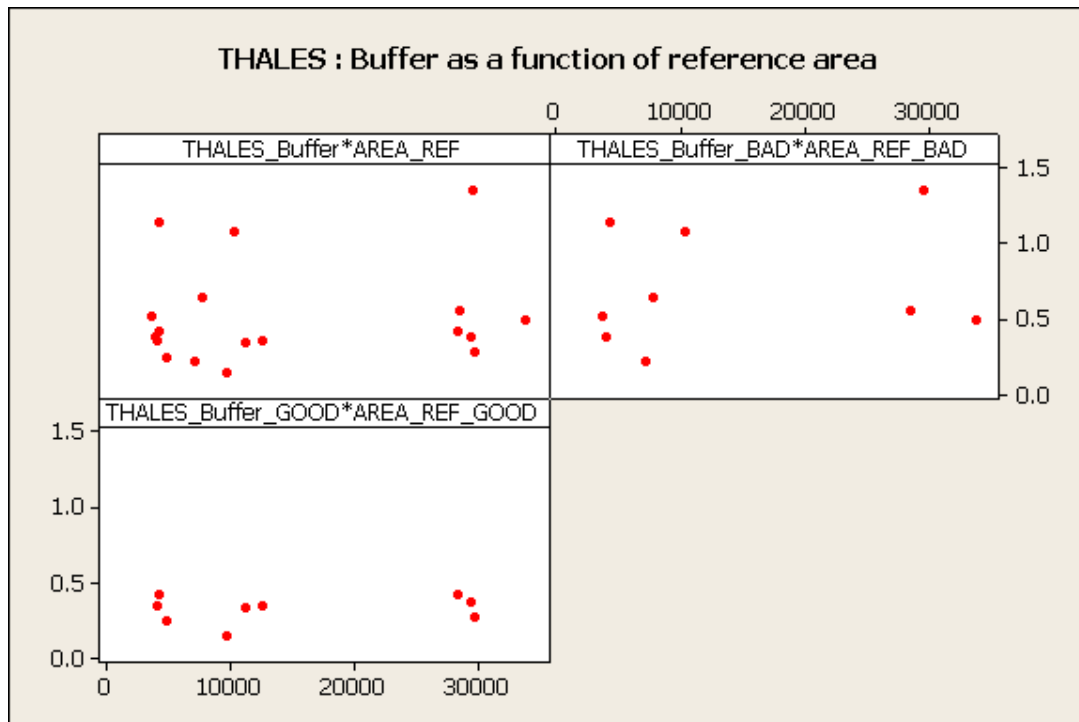 THALES : Buffer as a function of reference area
0 10000 20000 30000
THALES_Buffer*AREA_REF THALES_Buffer_BAD*AREA_REF_BAD
1.5
1.0
0.5
0.0
THALES_Buffer_GOOD*AREA_REF_GOOD
1.5
1.0
0.5
0.0
0 10000 20000 30000